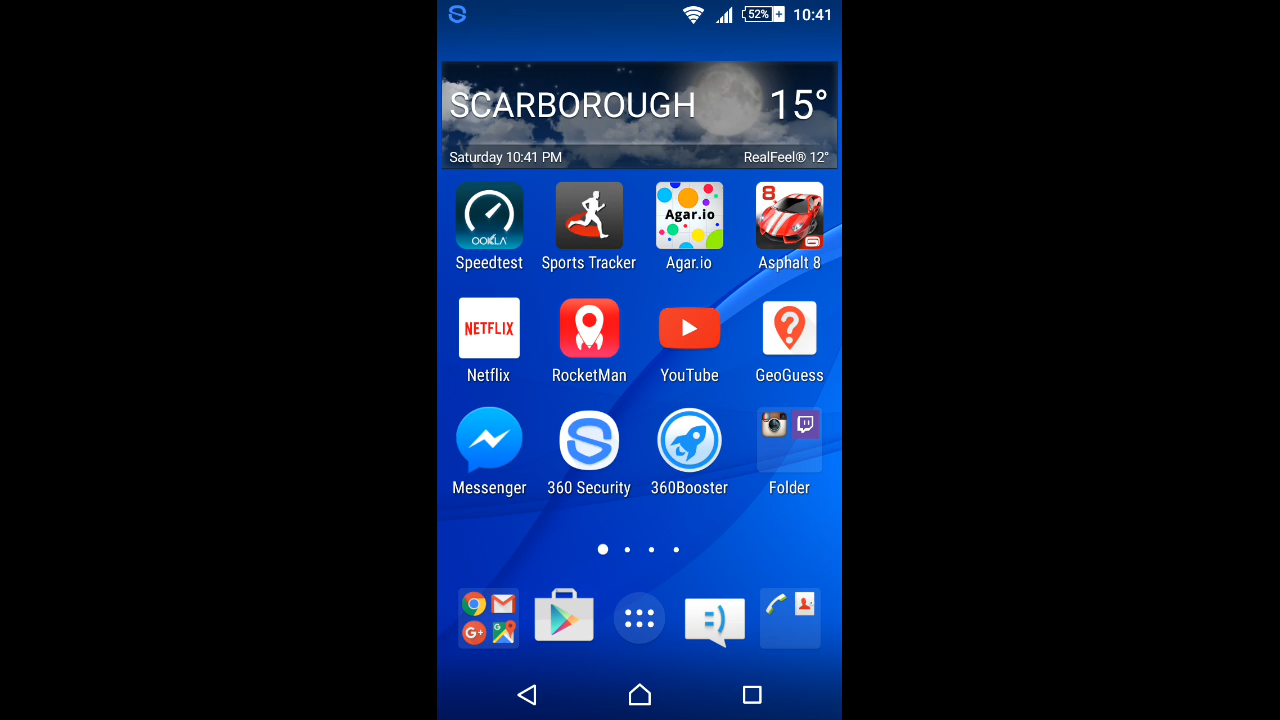 52% 10:41
SCARBOROUGH 15°
Saturday 10:41 PM RealFeel® 12°
OOKLA Agar.io 8
Speedtest Sports Tracker Agar.io Asphalt 8
NETFLIX ?
Netflix RocketMan YouTube GeoGuess
Messenger 360 Security 360Booster Folder
G+ G